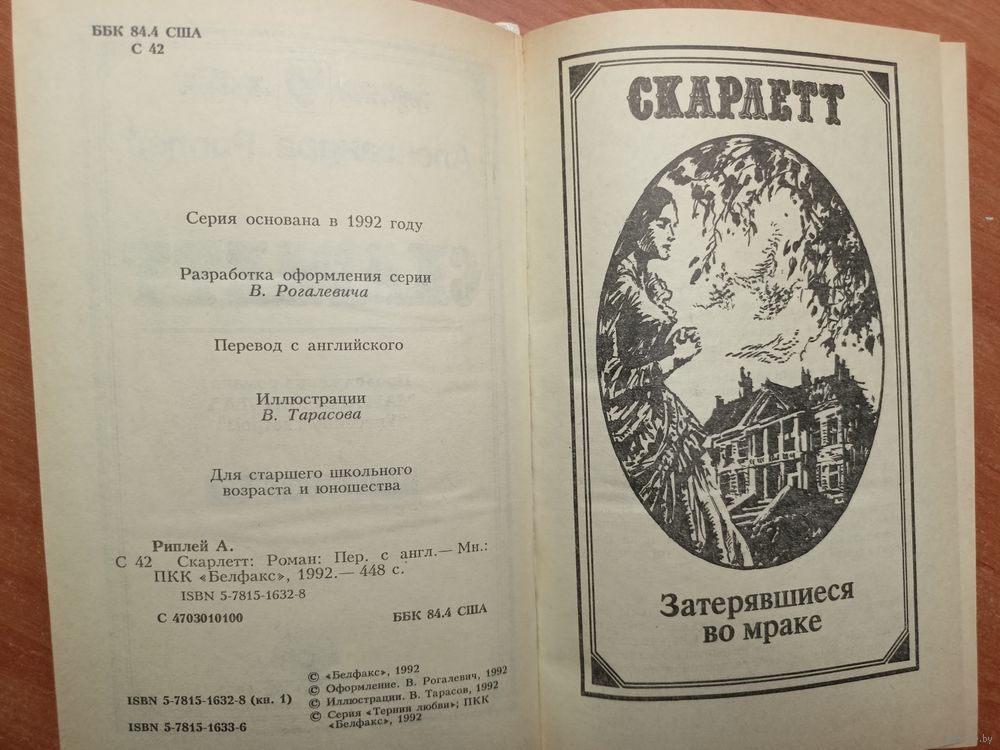 ББК 84.4 США
С 42
Серия основана в 1992 году
Разработка оформления серии
В. Рогалевича
Перевод с английского
Иллюстрации
В. Тарасова
Для старшего школьного
возраста и юношества
Риплей А.
С 42 Скарлетт: Роман: Пер. с англ.— Мн.:
ПКК «Белфакс», 1992.— 448 с.
ISBN 5-7815-1632-8
С 4703010100 ББК 84.4 США
ISBN 5-7815-1632-8 (кн. 1)
ISBN 5-7815-1633-6
© «Белфакс», 1992
© Оформление. В. Рогалевич, 1992
© Иллюстрации. В. Тарасов, 1992
© Серия «Тернии любви»; ПКК
«Белфакс», 1992
СКАРЛЕТТ
Затерявшиеся
во мраке